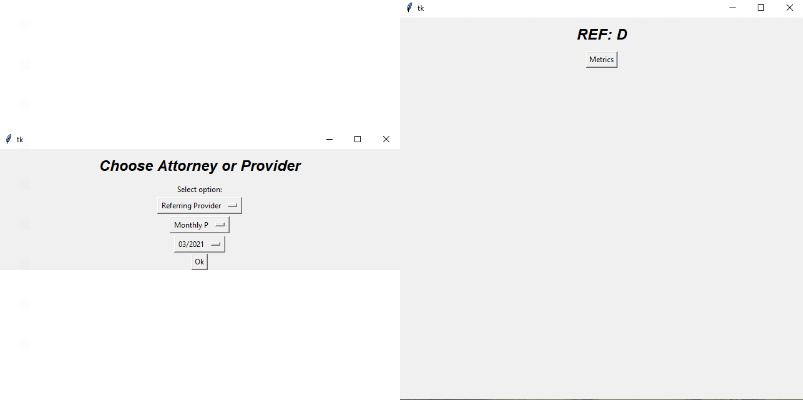 tk
Choose Attorney or Provider
Select option:
Referring Provider
Monthly P
03/2021
Ok
tk
REF: D
Metrics